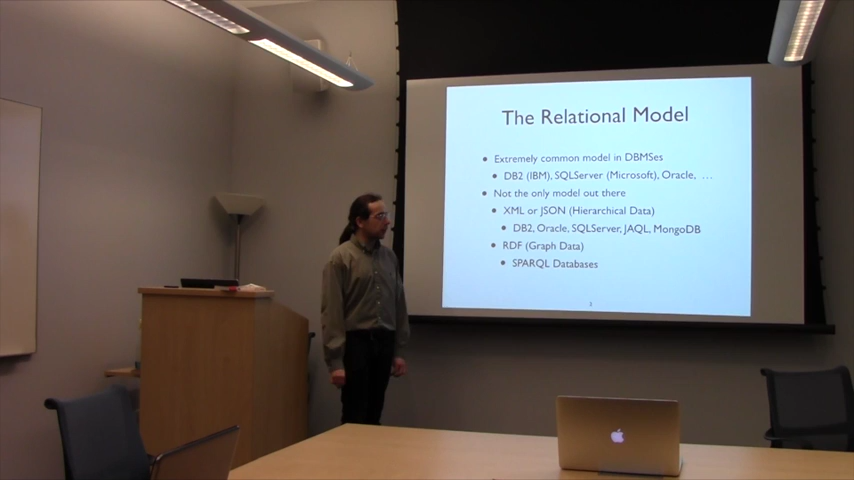 The Relational Model
• Extremely common model in DBMSes
• DB2 (IBM), SQLServer (Microsoft), Oracle, ...
• Not the only model out there
• XML or JSON (Hierarchical Data)
• DB2, Oracle, SQLServer, JAQL, MongoDB
• RDF (Graph Data)
• SPARQL Databases